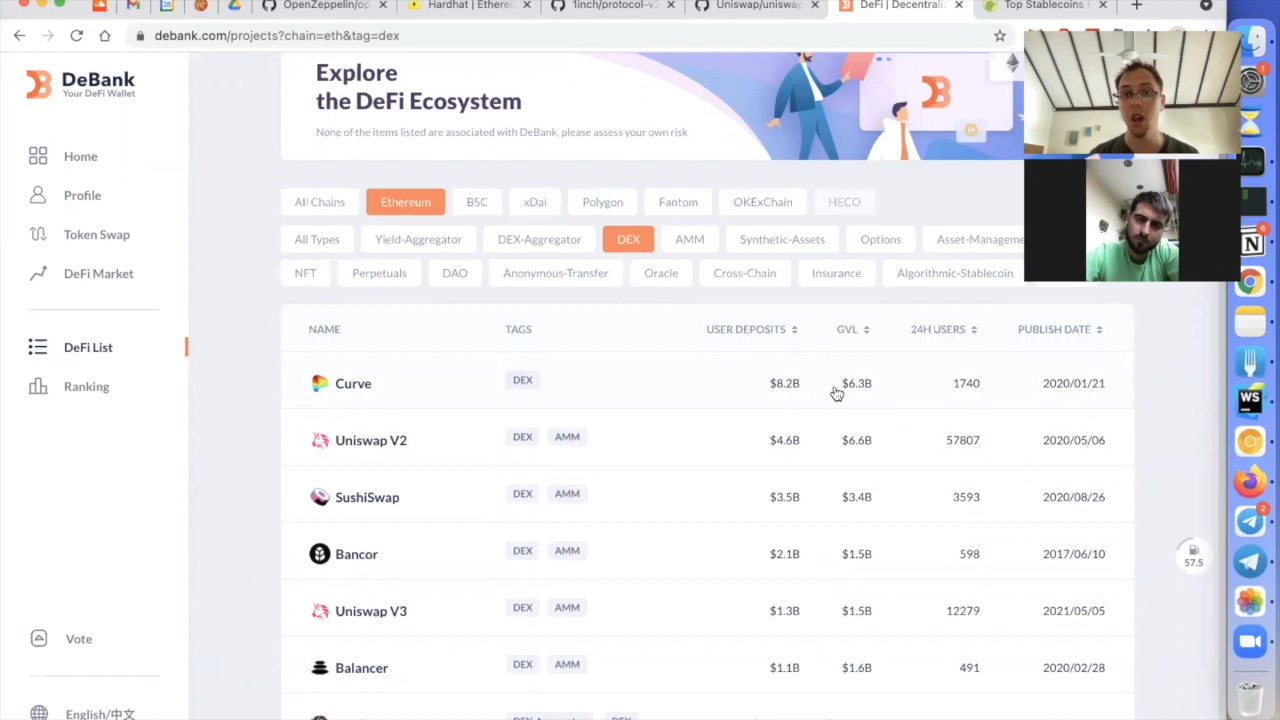 OpenZeppelin/op
Hardhat | Ethere
1inch/protocol-v2
Uniswap/uniswap
DeFi | Decentrali
Top Stablecoins
debank.com/projects?chain=eth&tag=dex
DeBank
Your DeFi Wallet
Home
Profile
Token Swap
DeFi Market
DeFi List
Ranking
Vote
English/中文
Explore
the DeFi Ecosystem
None of the items listed are associated with DeBank, please assess your own risk
All Chains Ethereum BSC xDai Polygon Fantom OKExChain HECO
All Types Yield-Aggregator DEX-Aggregator DEX AMM Synthetic-Assets Options Asset-Manageme
NFT Perpetuals DAO Anonymous-Transfer Oracle Cross-Chain Insurance Algorithmic-Stablecoin
NAME TAGS USER DEPOSITS GVL 24H USERS PUBLISH DATE
Curve DEX $8.2B $6.3B 1740 2020/01/21
Uniswap V2 DEX AMM $4.6B $6.6B 57807 2020/05/06
SushiSwap DEX AMM $3.5B $3.4B 3593 2020/08/26
Bancor DEX AMM $2.1B $1.5B 598 2017/06/10
Uniswap V3 DEX AMM $1.3B $1.5B 12279 2021/05/05
Balancer DEX AMM $1.1B $1.6B 491 2020/02/28
DEX-Aggregator DEX
57.5
1
6
WS
2